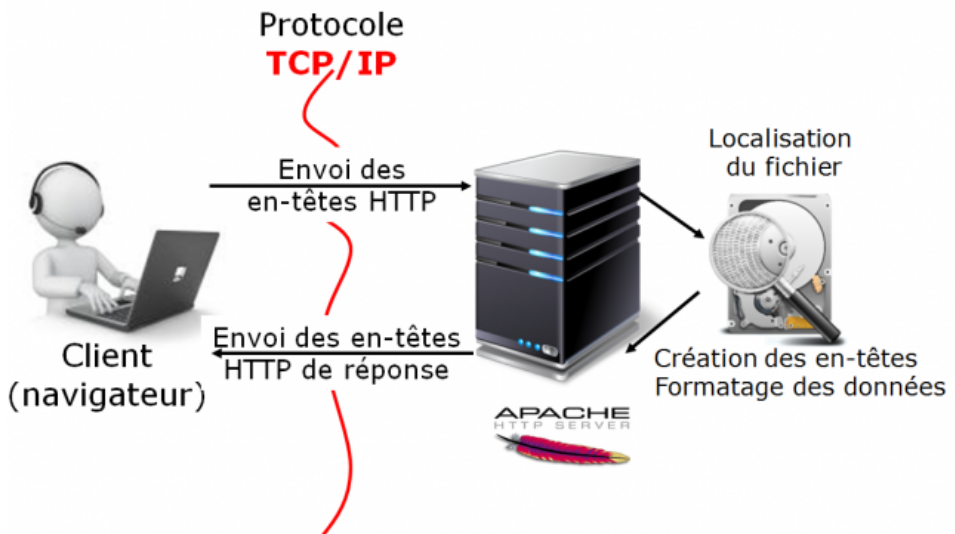 Protocole
TCP/IP
Envoi des
en-têtes HTTP
Localisation
du fichier
Envoi des en-têtes
HTTP de réponse
Client
(navigateur)
Création des en-têtes
Formatage des données
APACHE
HTTP SERVER